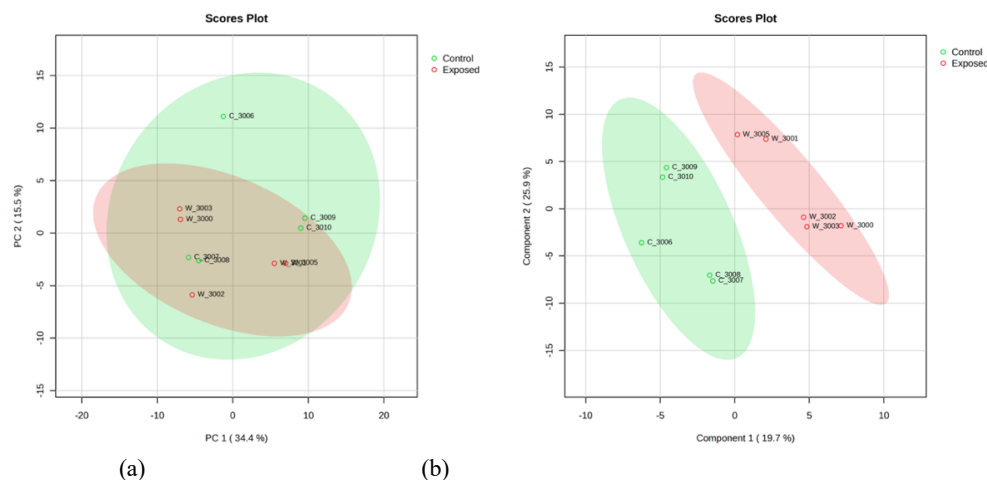 Scores Plot
Control
Exposed
C_3006
W_3003
W_3000
C_3009
C_3010
C_3007
C_3008
W_3005
W_3002
PC 2 ( 15.5 %)
15
10
5
0
-5
-10
-15
-20
-10
0
10
20
PC 1 ( 34.4 %)
(a)
Scores Plot
Control
Exposed
W_3005
W_3001
C_3009
C_3010
W_3002
W_3003
W_3000
C_3006
C_3008
C_3007
Component 2 ( 25.9 %)
15
10
5
0
-5
-10
-15
-10
-5
0
5
10
Component 1 ( 19.7 %)
(b)